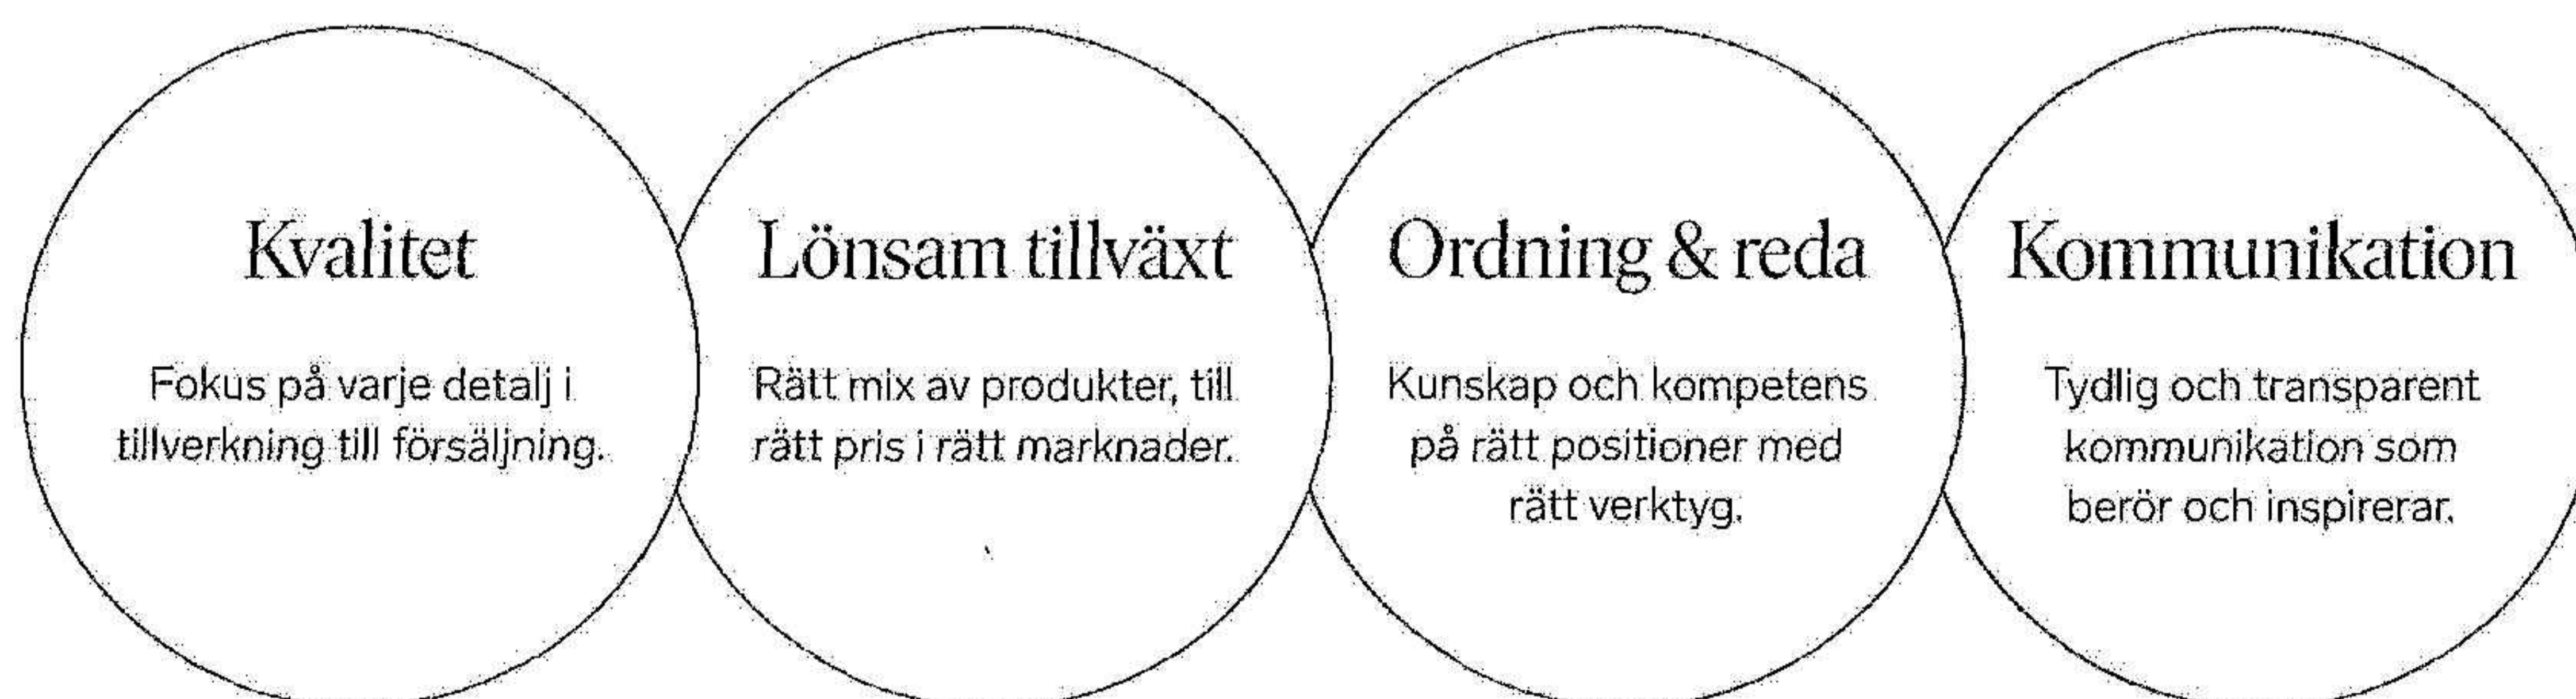 Kvalitet
Fokus på varje detalj i
tillverkning till försäljning.
Lönsam tillväxt
Rätt mix av produkter, till
rätt pris i rätt marknader.
Ordning & reda
Kunskap och kompetens
på rätt positioner med
rätt verktyg.
Kommunikation
Tydlig och transparent
kommunikation som
berör och inspirerar.